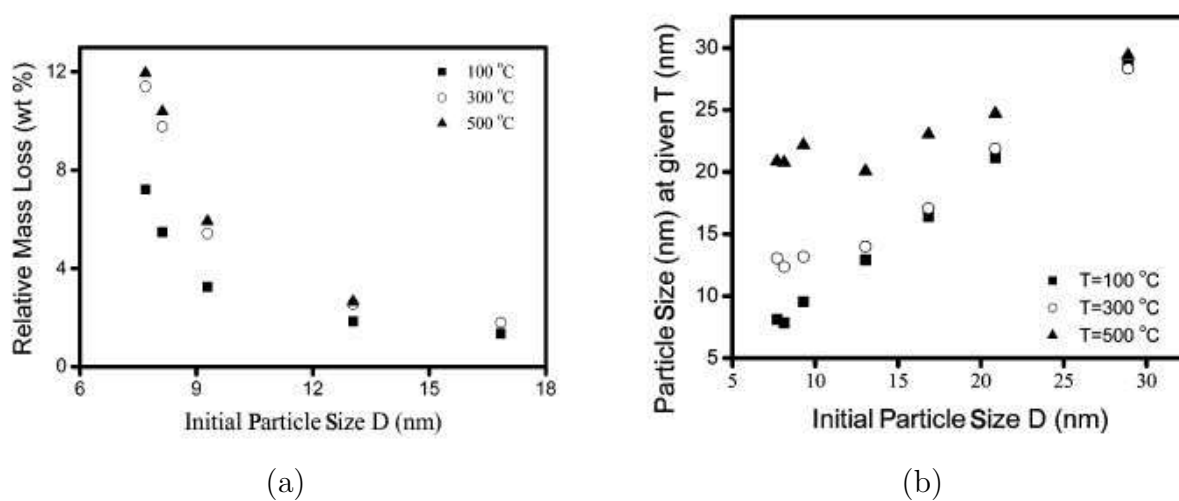 Relative Mass Loss (wt %)
12
8
4
0
6
9
12
15
18
Initial Particle Size D (nm)
100 °C
300 °C
500 °C
(a)
Particle Size (nm) at given T (nm)
30
25
20
15
10
5
5
10
15
20
25
30
Initial Particle Size D (nm)
T=100 °C
T=300 °C
T=500 °C
(b)